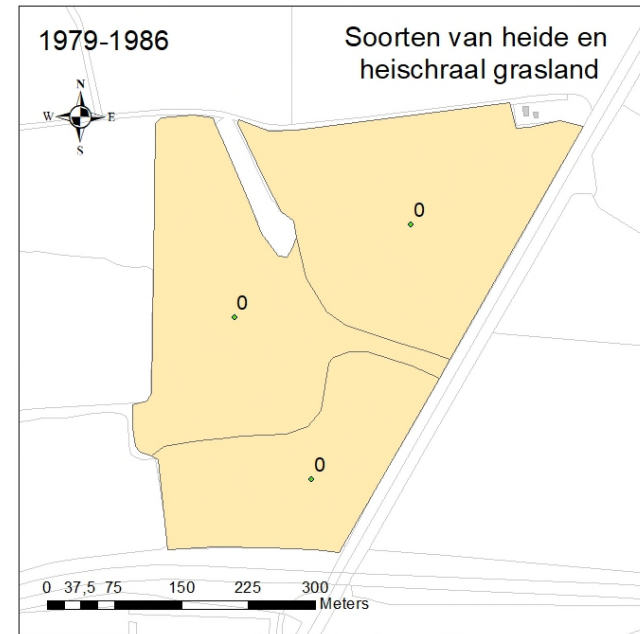 1979-1986
Soorten van heide en
heischraal grasland
N
W E
S
0
0
0
0 37,5 75 150 225 300
Meters